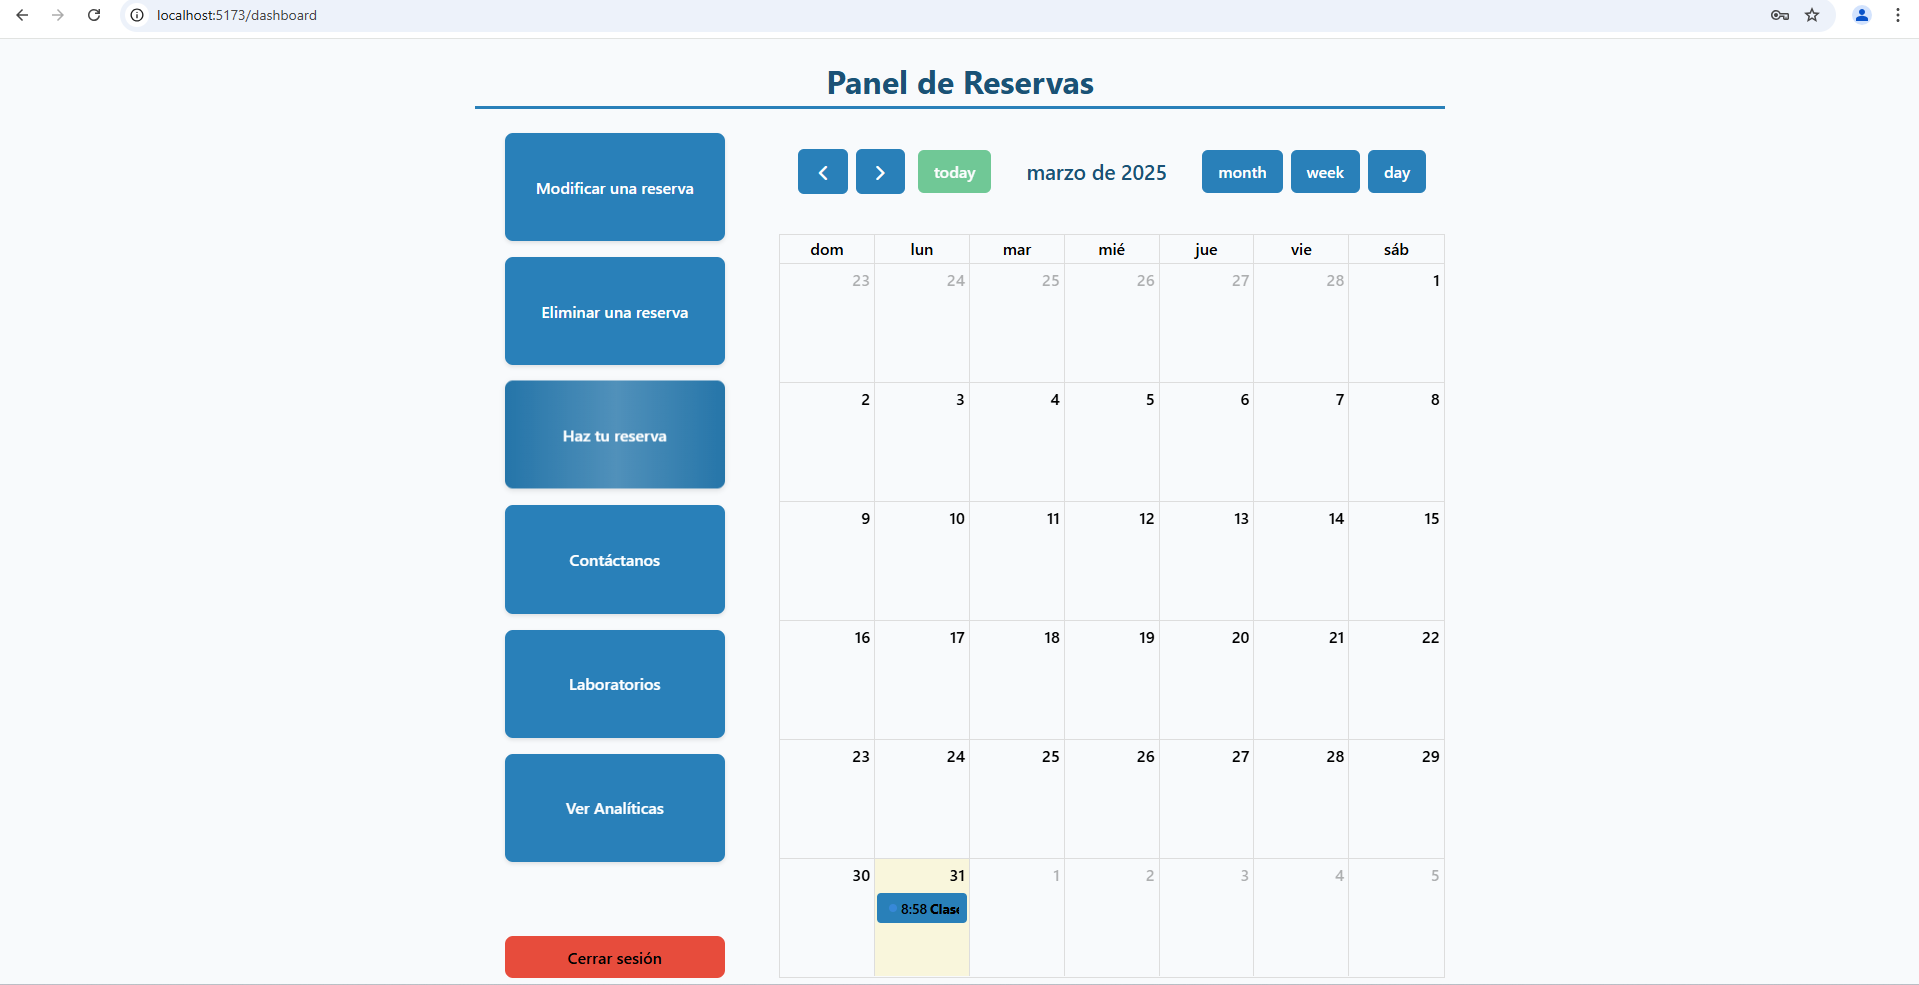 localhost:5173/dashboard
Panel de Reservas
Modificar una reserva
Eliminar una reserva
Haz tu reserva
Contáctanos
Laboratorios
Ver Analíticas
Cerrar sesión
today
marzo de 2025
month week day
dom lun mar mié jue vie sáb
23 24 25 26 27 28 1
2 3 4 5 6 7 8
9 10 11 12 13 14 15
16 17 18 19 20 21 22
23 24 25 26 27 28 29
30 31 1 2 3 4 5
8:58